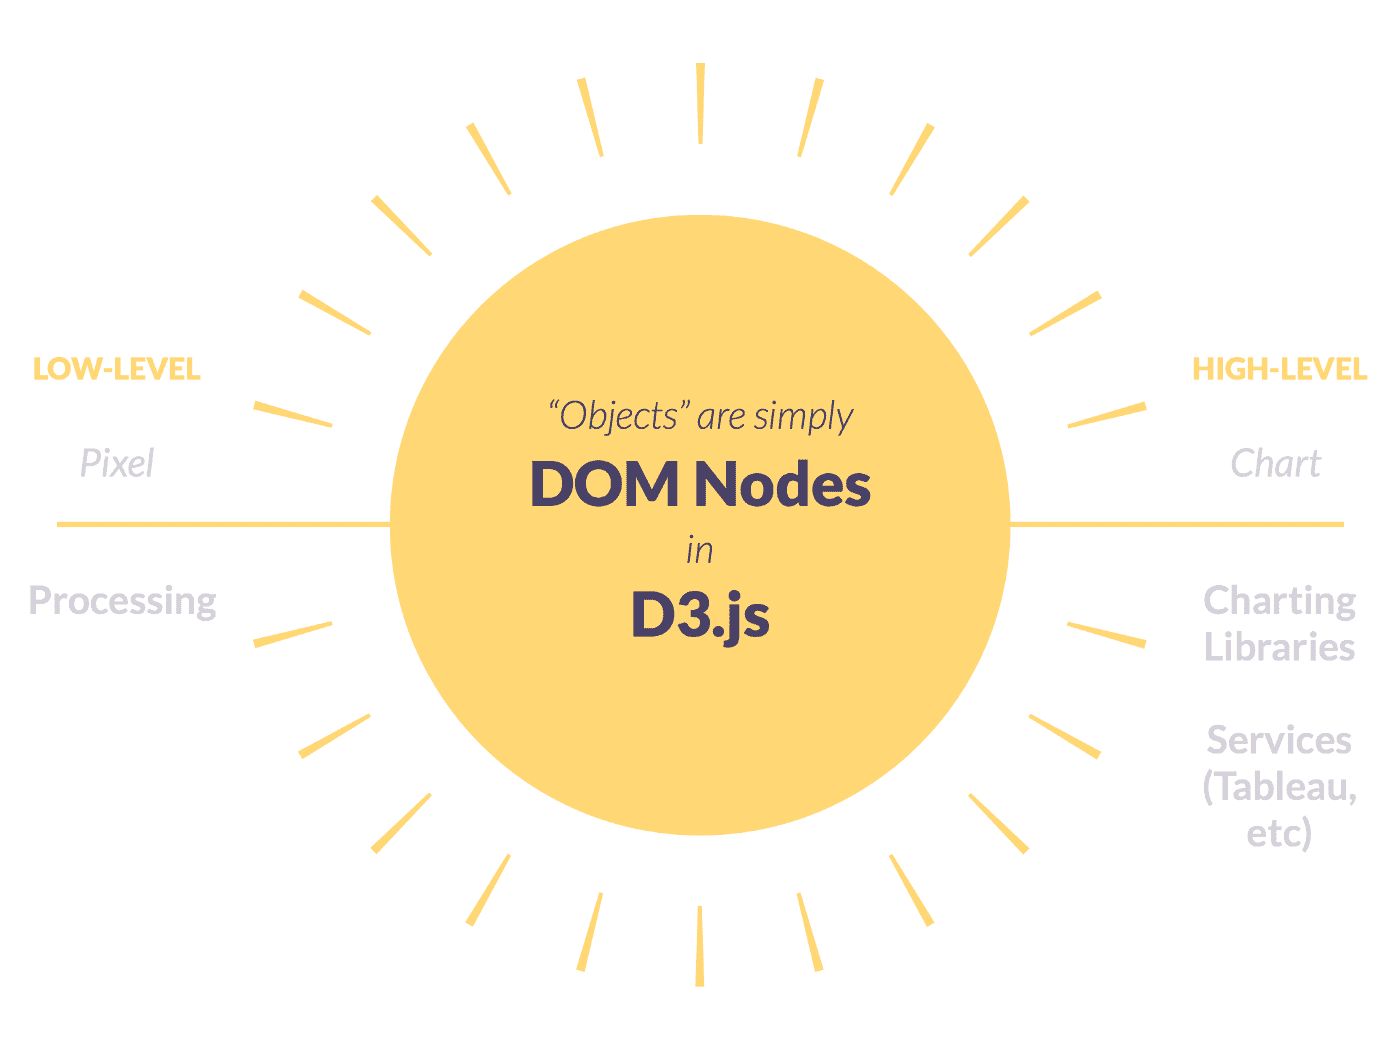 LOW-LEVEL
Pixel
Processing
“Objects” are simply
DOM Nodes
in
D3.js
HIGH-LEVEL
Chart
Charting
Libraries
Services
(Tableau,
etc)